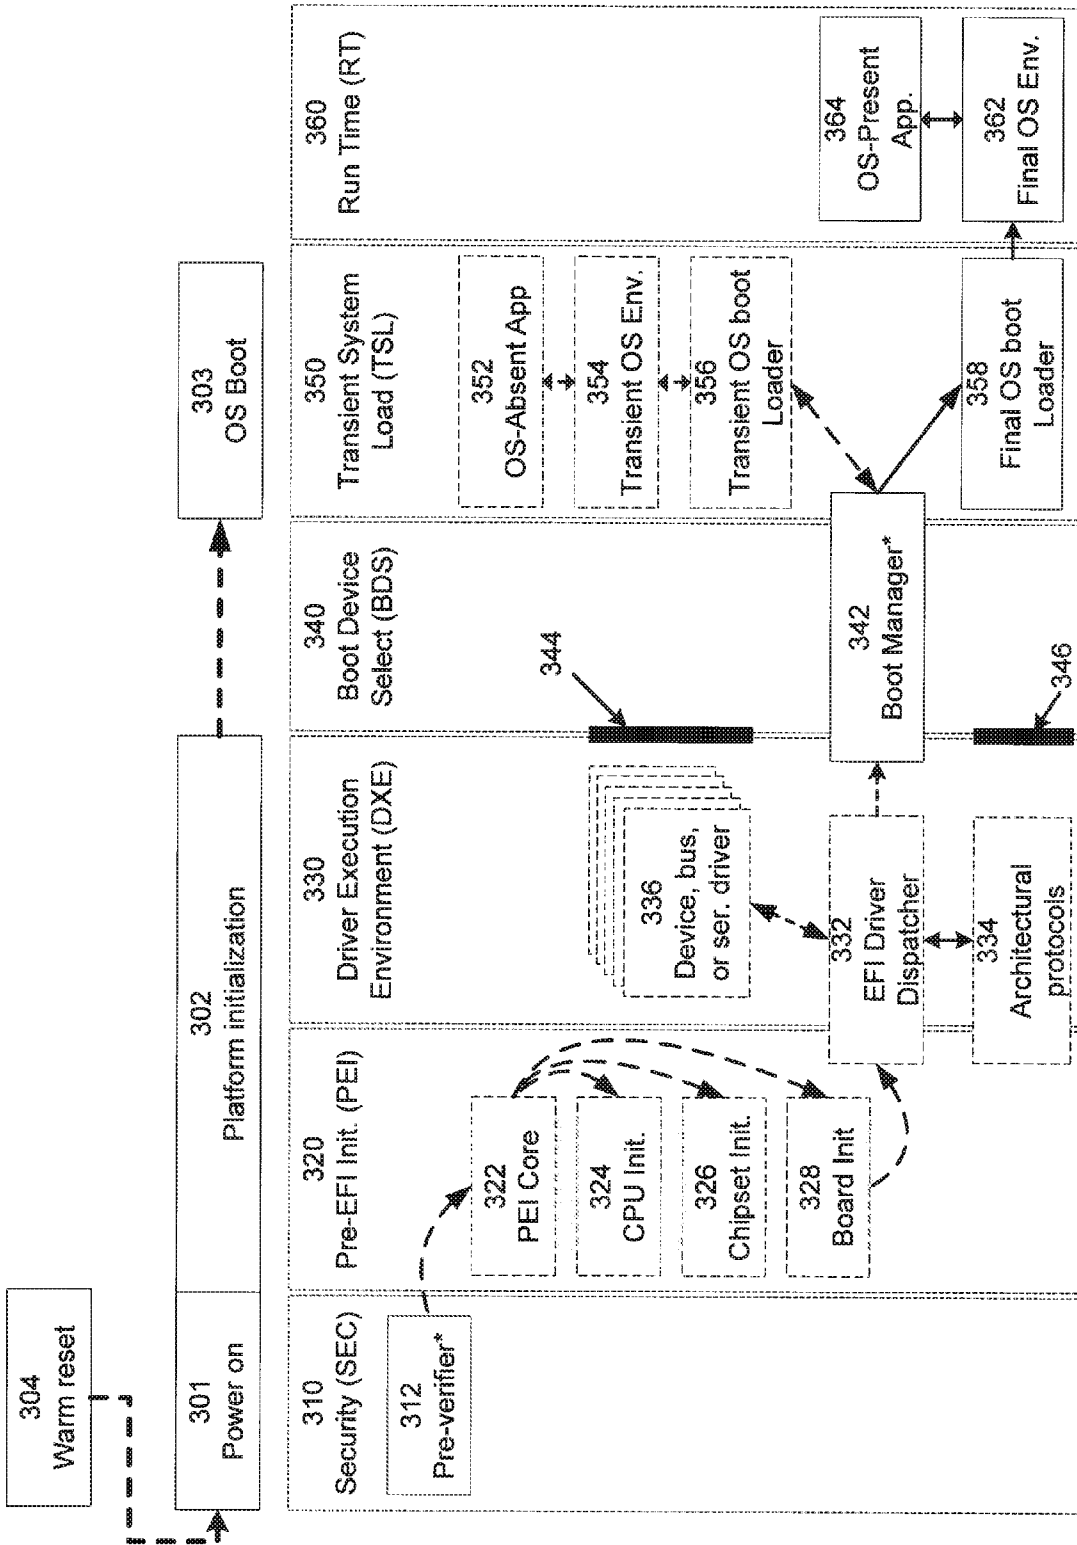 304
Warm reset
301
Power on
302
Platform initialization
303
OS Boot
310
Security (SEC)
312
Pre-verifier*
320
Pre-EFI Init. (PEI)
322
PEI Core
324
CPU Init.
326
Chipset Init.
328
Board Init
330
Driver Execution
Environment (DXE)
336
Device, bus,
or ser. driver
332
EFI Driver
Dispatcher
334
Architectural
protocols
340
Boot Device
Select (BDS)
344
342
Boot Manager*
346
350
Transient System
Load (TSL)
352
OS-Absent App
354
Transient OS Env.
356
Transient OS boot
Loader
358
Final OS boot
Loader
360
Run Time (RT)
364
OS-Present
App.
362
Final OS Env.